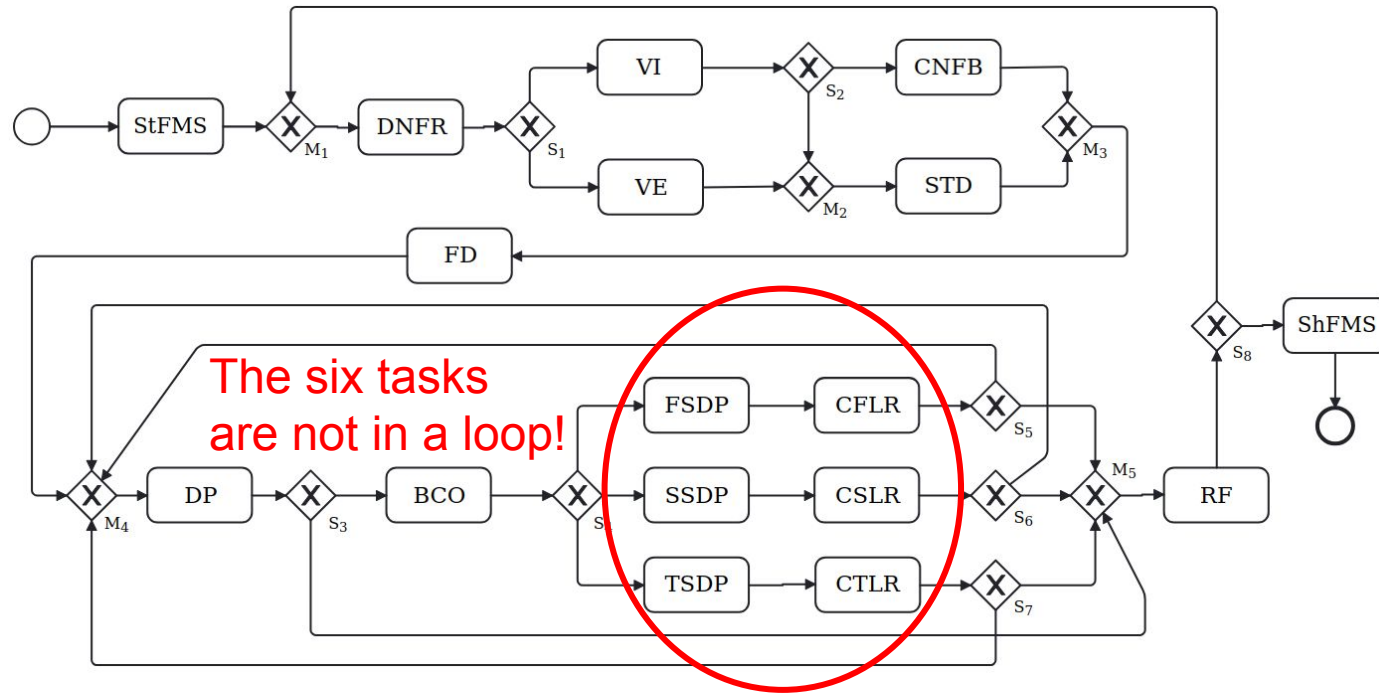 VI
CNFB
StFMS
DNFR
S2
M1
S1
M3
VE
STD
M2
FD
ShFMS
S8
The six tasks
are not in a loop!
FSDP
CFLR
S5
M5
DP
BCO
SSDP
CSLR
RF
M4
S3
S6
TSDP
CTLR
S7